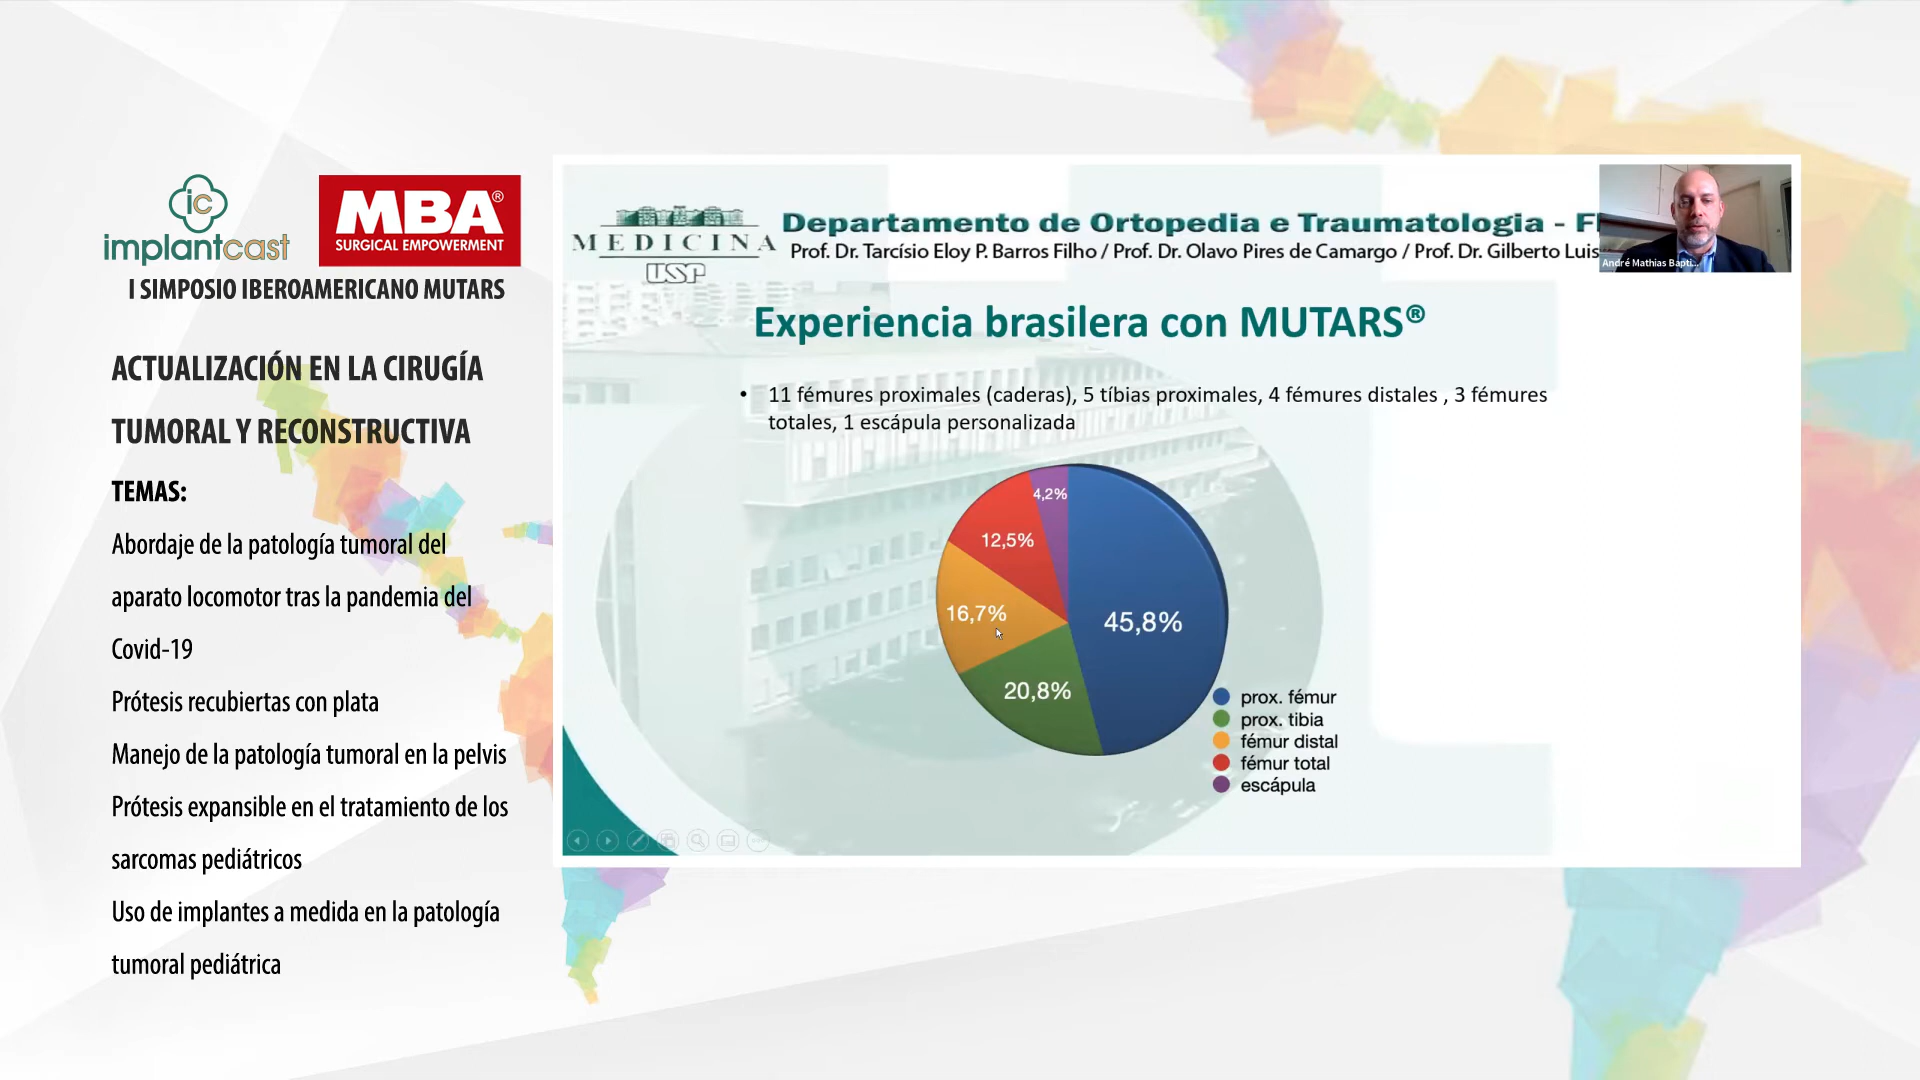 ic
implantcast
MBA®
SURGICAL EMPOWERMENT
I SIMPOSIO IBEROAMERICANO MUTARS
ACTUALIZACIÓN EN LA CIRUGÍA
TUMORAL Y RECONSTRUCTIVA
TEMAS:
Abordaje de la patología tumoral del
aparato locomotor tras la pandemia del
Covid-19
Prótesis recubiertas con plata
Manejo de la patología tumoral en la pelvis
Prótesis expansible en el tratamiento de los
sarcomas pediátricos
Uso de implantes a medida en la patología
tumoral pediátrica
MEDICINA
USP
Departamento de Ortopedia e Traumatologia -
Prof. Dr. Tarcísio Eloy P. Barros Filho / Prof. Dr. Olavo Pires de Camargo / Prof. Dr. Gilberto Luis
André Mathias Bapti...
Experiencia brasilera con MUTARS®
• 11 fémures proximales (caderas), 5 tíbias proximales, 4 fémures distales , 3 fémures
totales, 1 escápula personalizada
4,2%
12,5%
16,7%
45,8%
20,8%
prox. fémur
prox. tibia
fémur distal
fémur total
escápula